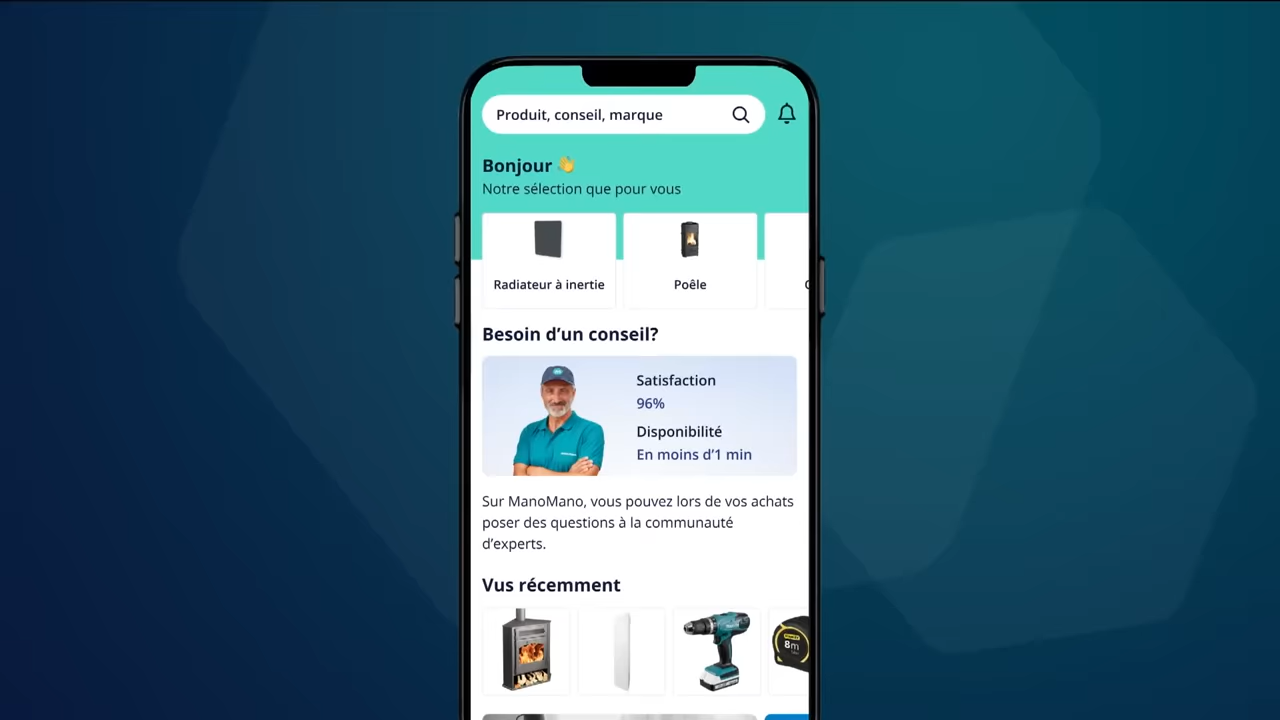 Produit, conseil, marque
Bonjour 👋
Notre sélection que pour vous
Radiateur à inertie
Poêle
Besoin d’un conseil?
Satisfaction
96%
Disponibilité
En moins d’1 min
Sur ManoMano, vous pouvez lors de vos achats
poser des questions à la communauté
d’experts.
Vus récemment
8m